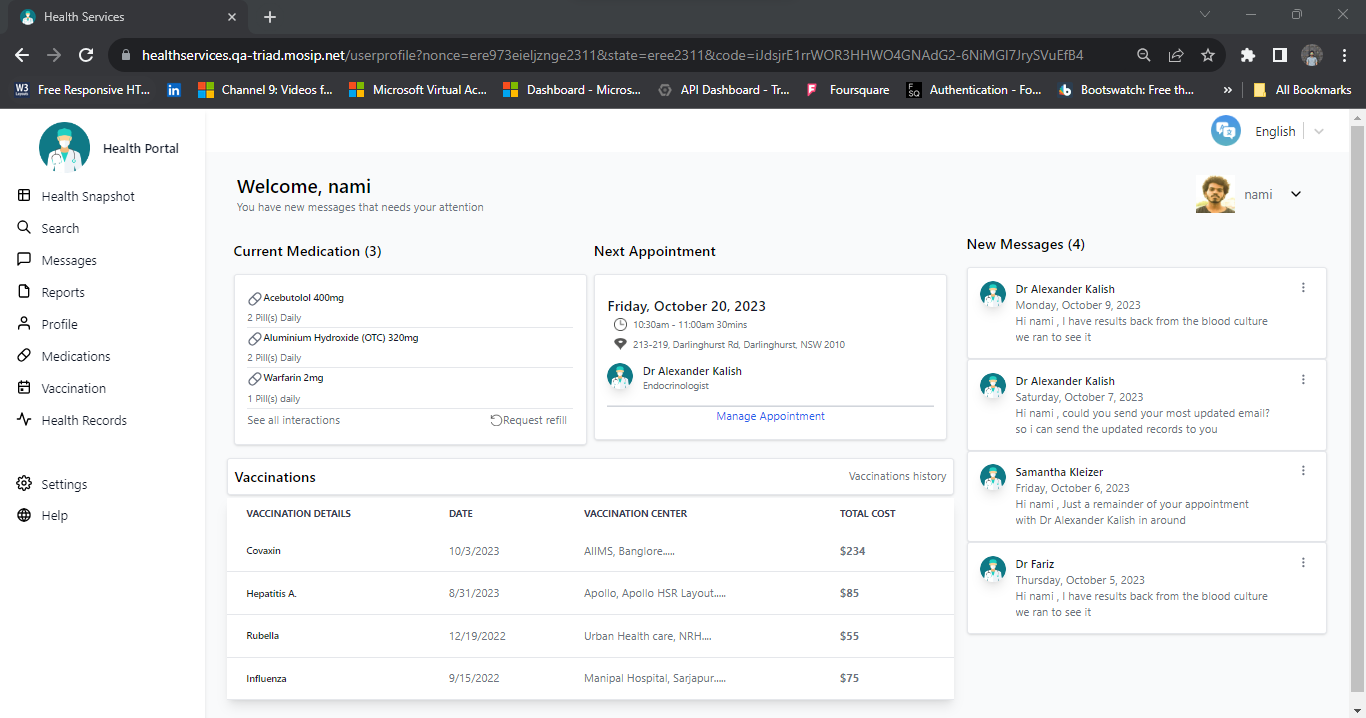 Health Services
healthservices.qa-triad.mosip.net/userprofile?nonce=ere973eieljznge2311&state=eree2311&code=iJdsjrE1rrWOR3HHWO4GNAdG2-6NiMGI7JrySVuEfB4
W3 Free Responsive HT... in Channel 9: Videos f... Microsoft Virtual Ac... Dashboard - Micros... API Dashboard - Tr... Foursquare Authentication - Fo... Bootswatch: Free th... » All Bookmarks
Health Portal
Health Snapshot
Search
Messages
Reports
Profile
Medications
Vaccination
Health Records
Settings
Help
English
Welcome, nami
You have new messages that needs your attention
nami
Current Medication (3)
Acebutolol 400mg
2 Pill(s) Daily
Aluminium Hydroxide (OTC) 320mg
2 Pill(s) Daily
Warfarin 2mg
1 Pill(s) daily
See all interactions Request refill
Next Appointment
Friday, October 20, 2023
10:30am - 11:00am 30mins
213-219, Darlinghurst Rd, Darlinghurst, NSW 2010
Dr Alexander Kalish
Endocrinologist
Manage Appointment
New Messages (4)
Dr Alexander Kalish
Monday, October 9, 2023
Hi nami , I have results back from the blood culture
we ran to see it
Dr Alexander Kalish
Saturday, October 7, 2023
Hi nami , could you send your most updated email?
so i can send the updated records to you
Samantha Kleizer
Friday, October 6, 2023
Hi nami , Just a remainder of your appointment
with Dr Alexander Kalish in around
Dr Fariz
Thursday, October 5, 2023
Hi nami , I have results back from the blood culture
we ran to see it
Vaccinations Vaccinations history
VACCINATION DETAILS DATE VACCINATION CENTER TOTAL COST
Covaxin 10/3/2023 AIIMS, Banglore..... $234
Hepatitis A. 8/31/2023 Apollo, Apollo HSR Layout..... $85
Rubella 12/19/2022 Urban Health care, NRH.... $55
Influenza 9/15/2022 Manipal Hospital, Sarjapur..... $75